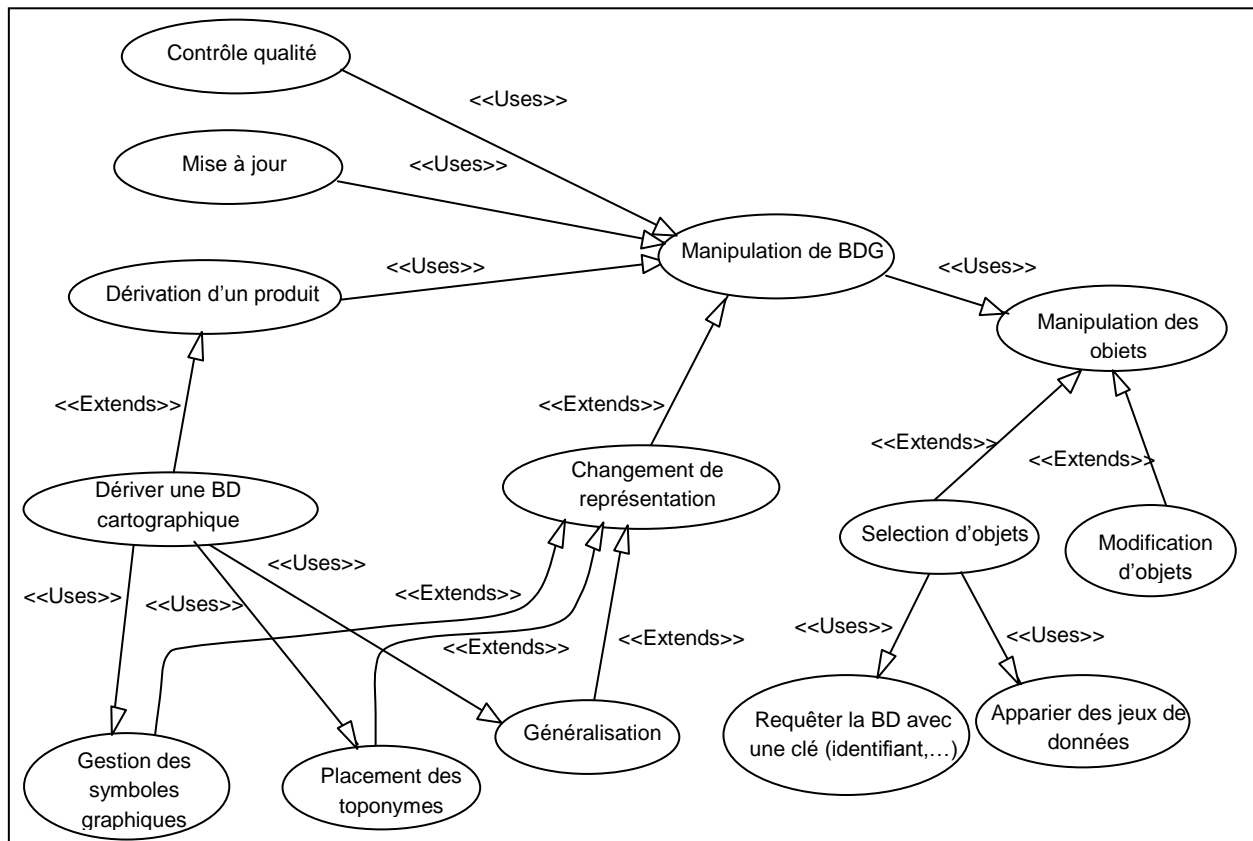 Contrôle qualité
<<Uses>>
Mise à jour
<<Uses>>
Manipulation de BDG
<<Uses>>
Dérivation d'un produit
<<Uses>>
Manipulation des
obiets
<<Extends>>
<<Extends>>
<<Extends>>
<<Extends>>
Dériver une BD
cartographique
Changement de
représentation
Selection d'objets
Modification
d'objets
<<Uses>>
<<Uses>>
<<Uses>>
<<Extends>>
<<Extends>>
<<Extends>>
<<Uses>>
<<Uses>>
Gestion des
symboles
graphiques
Placement des
toponymes
Généralisation
Requêter la BD avec
une clé (identifiant,…)
Apparier des jeux de
données